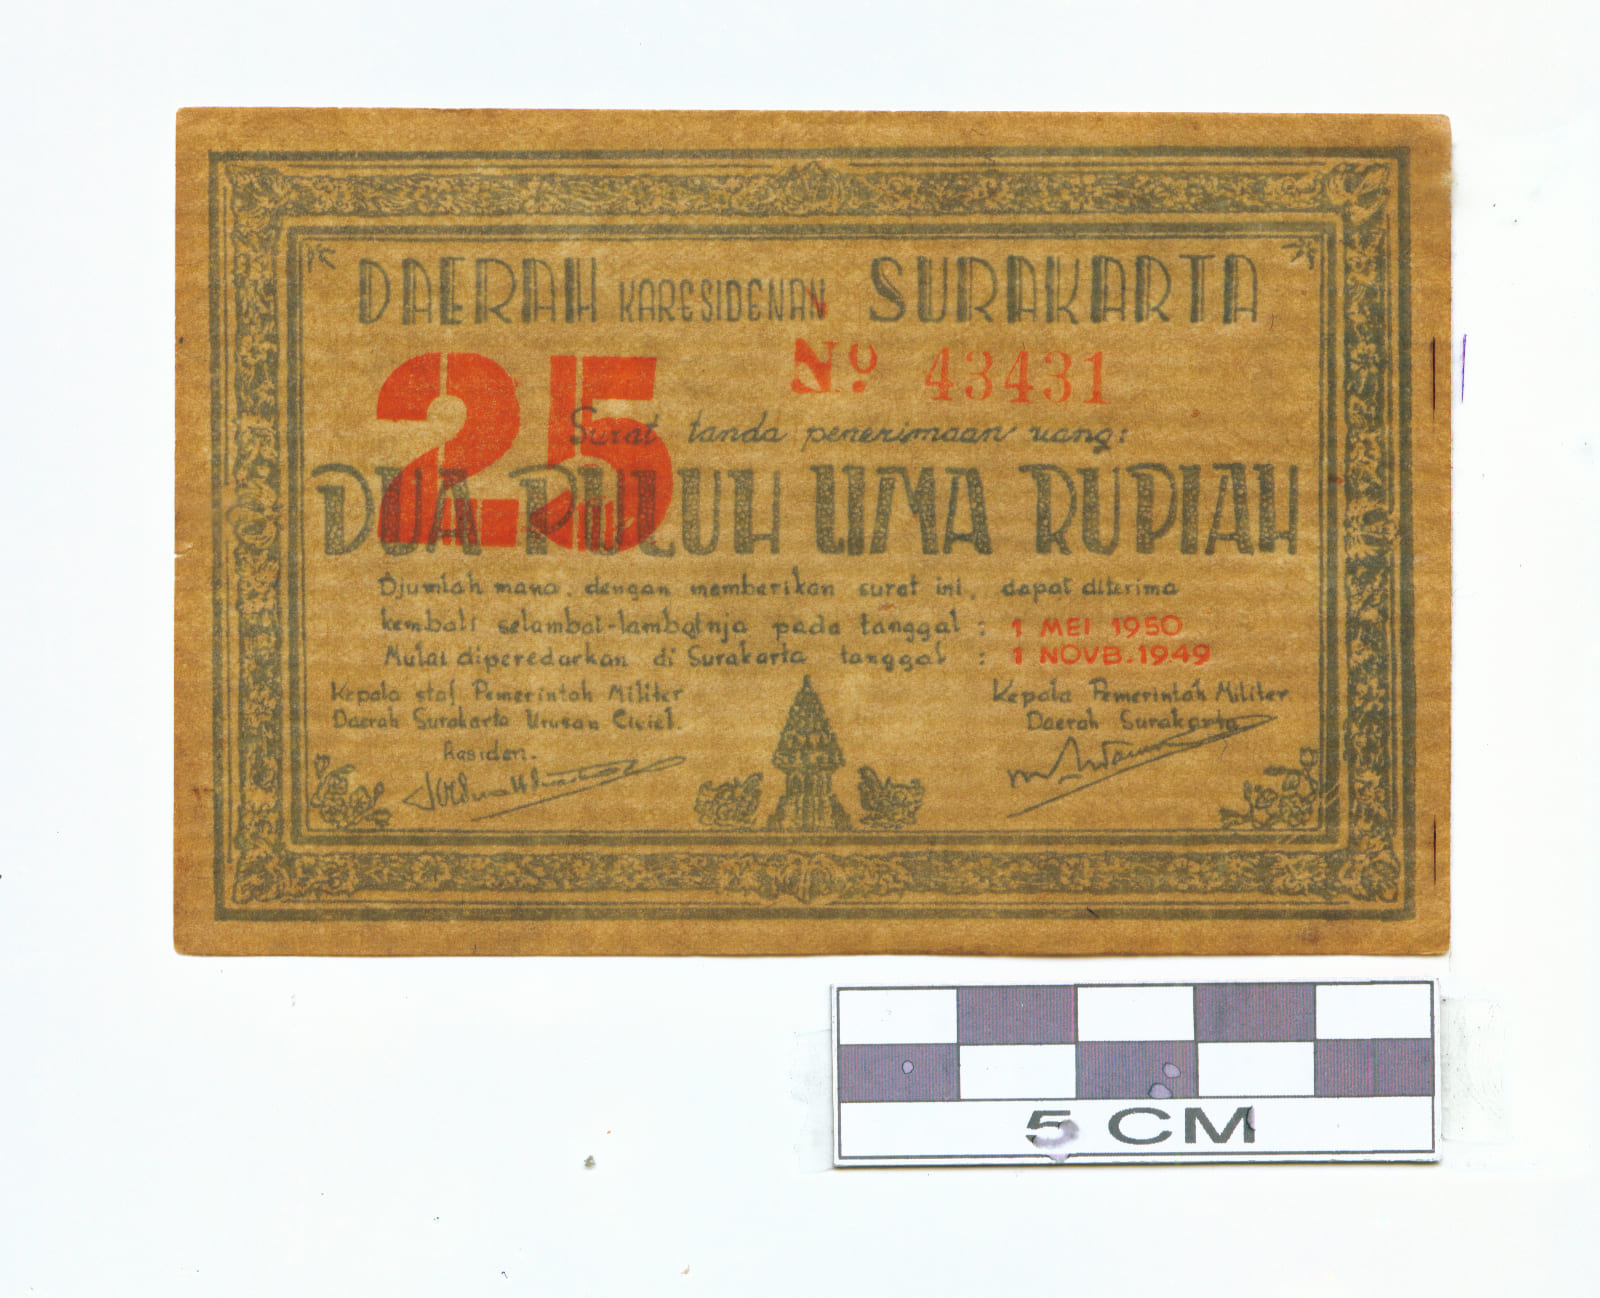 DAERAH KARESIDENAN SURAKARTA
25
No. 43431
Surat tanda penerimaan uang:
DUA PULUH LIMA RUPIAH
Djumlah mana, dengan memberikan surat ini, dapat diterima
kembali selambat-lambatnja pada tanggal : 1 MEI 1950
Mulai diperedarkan di Surakarta tanggal : 1 NOVB. 1949
Kepala staf Pemerintah Militer
Daerah Surakarta Urusan Civiel.
Residen.
Kepala Pemerintah Militer
Daerah Surakarta
5 CM